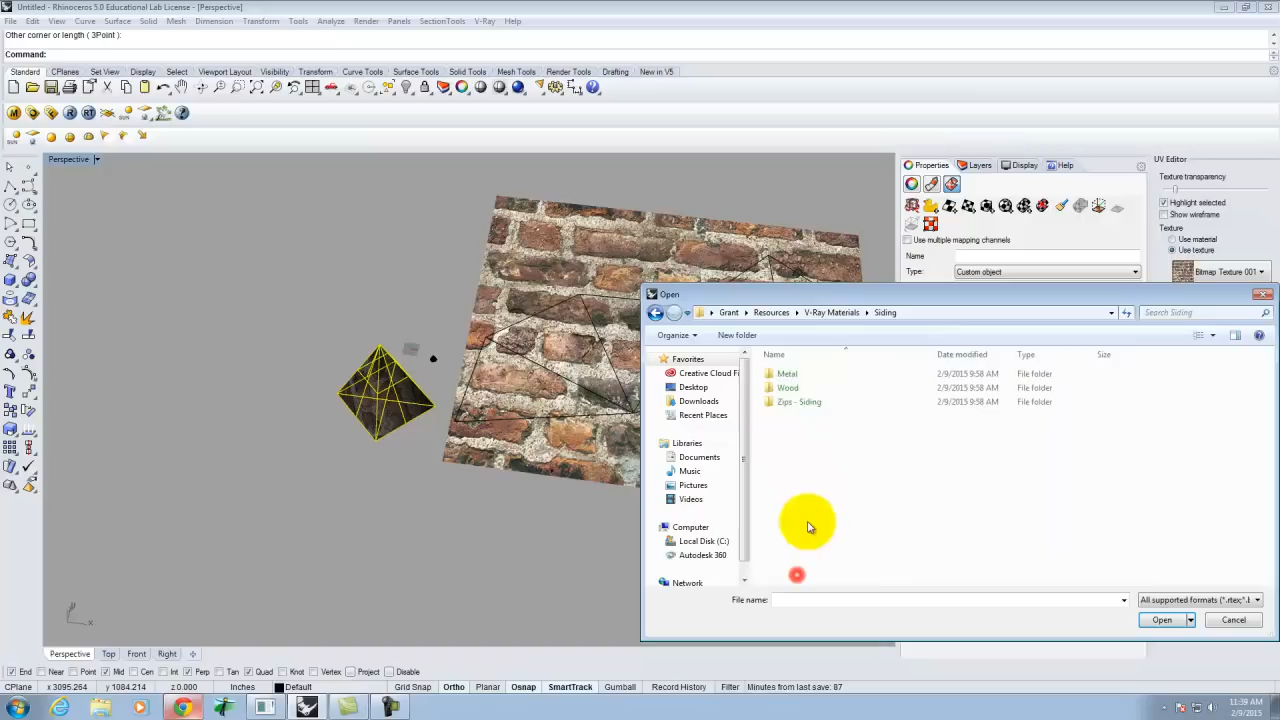 Untitled - Rhinoceros 5.0 Educational Lab License - [Perspective]
File Edit View Curve Surface Solid Mesh Dimension Transform Tools Analyze Render Panels SectionTools V-Ray Help
Other corner or length ( 3Point ):
Command:
Standard CPlanes Set View Display Select Viewport Layout Visibility Transform Curve Tools Surface Tools Solid Tools Mesh Tools Render Tools Drafting New in V5
Perspective
Properties Layers Display Help
UV Editor
Texture transparency
Highlight selected
Show wireframe
Use multiple mapping channels
Texture
Use material
Name
Use texture
Type: Custom object
Bitmap Texture 001
Open
Grant Resources V-Ray Materials Siding
Search Siding
Organize New folder
Favorites
Creative Cloud Fi
Desktop
Downloads
Recent Places
Libraries
Documents
Music
Pictures
Videos
Computer
Local Disk (C:)
Autodesk 360
Network
Name Date modified Type Size
Metal 2/9/2015 9:58 AM File folder
Wood 2/9/2015 9:58 AM File folder
Zips - Siding 2/9/2015 9:58 AM File folder
File name:
All supported formats (*.rtex;*.l
Open Cancel
x
Perspective Top Front Right
End Near Point Mid Cen Int Perp Tan Quad Knot Vertex Project Disable
CPlane x 3095.264 y 1084.214 z 0.000 Inches Default Grid Snap Ortho Planar Osnap SmartTrack Gumball Record History Filter Minutes from last save: 87
11:39 AM
2/9/2015